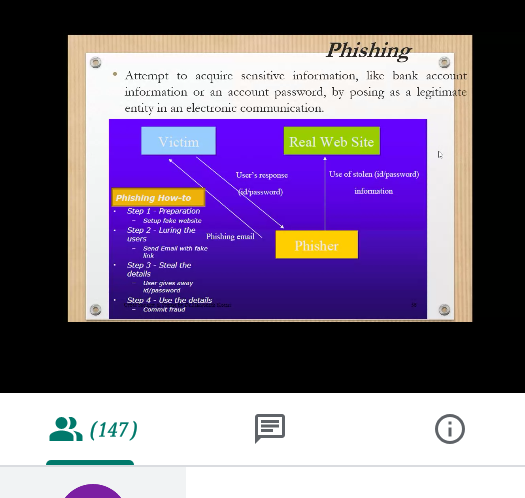 Phishing
• Attempt to acquire sensitive information, like bank account
information or an account password, by posing as a legitimate
entity in an electronic communication.
Victim
Real Web Site
User's response
(id/password)
Use of stolen (id/password)
information
Phishing email
Phisher
Phishing How-to
• Step 1 - Preparation
– Setup fake website
• Step 2 - Luring the
users
– Send Email with fake
link
• Step 3 - Steal the
details
– User gives away
id/password
• Step 4 - Use the details
– Commit fraud
(147)